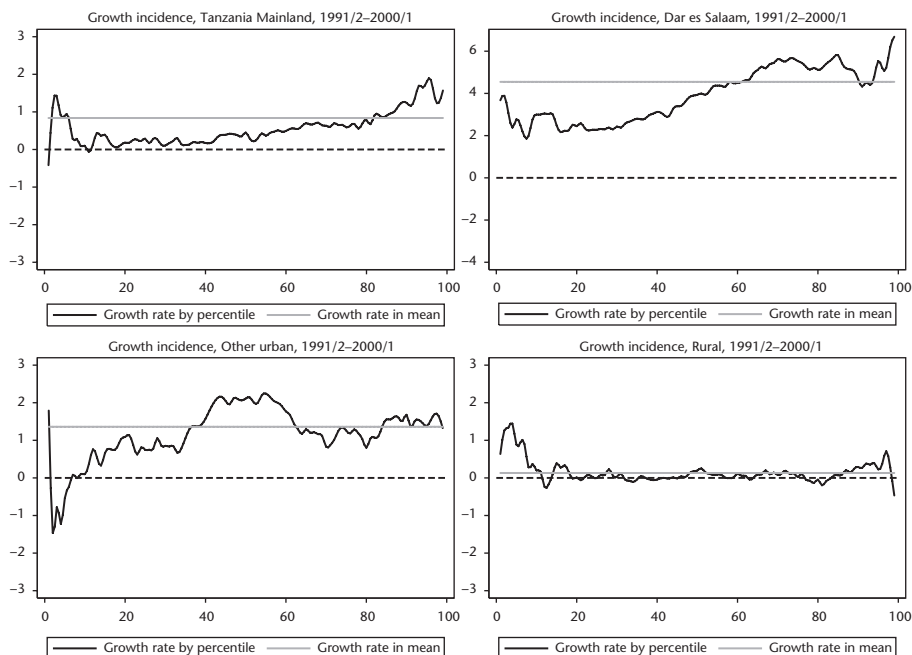 Growth incidence, Tanzania Mainland, 1991/2–2000/1
3
2
1
0
−1
−2
−3
0 20 40 60 80 100
Growth rate by percentile Growth rate in mean
Growth incidence, Dar es Salaam, 1991/2–2000/1
6
4
2
0
−2
−4
0 20 40 60 80 100
Growth rate by percentile Growth rate in mean
Growth incidence, Other urban, 1991/2–2000/1
3
2
1
0
−1
−2
−3
0 20 40 60 80 100
Growth rate by percentile Growth rate in mean
Growth incidence, Rural, 1991/2–2000/1
3
2
1
0
−1
−2
−3
0 20 40 60 80 100
Growth rate by percentile Growth rate in mean